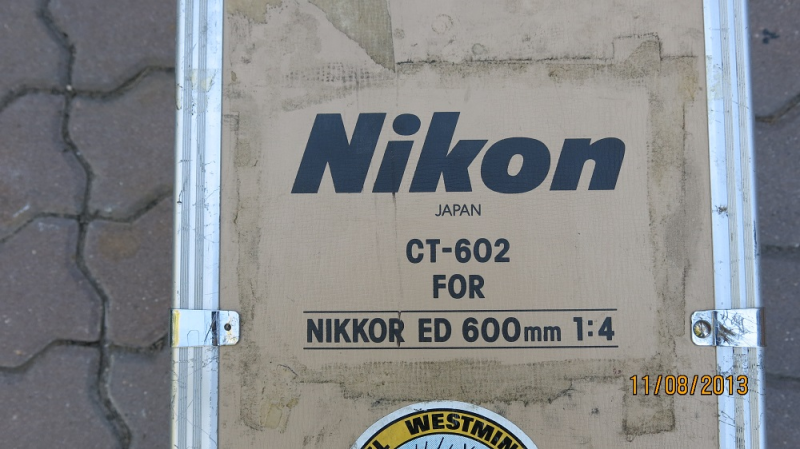 Nikon
JAPAN
CT-602
FOR
NIKKOR ED 600mm 1:4
11/08/2013